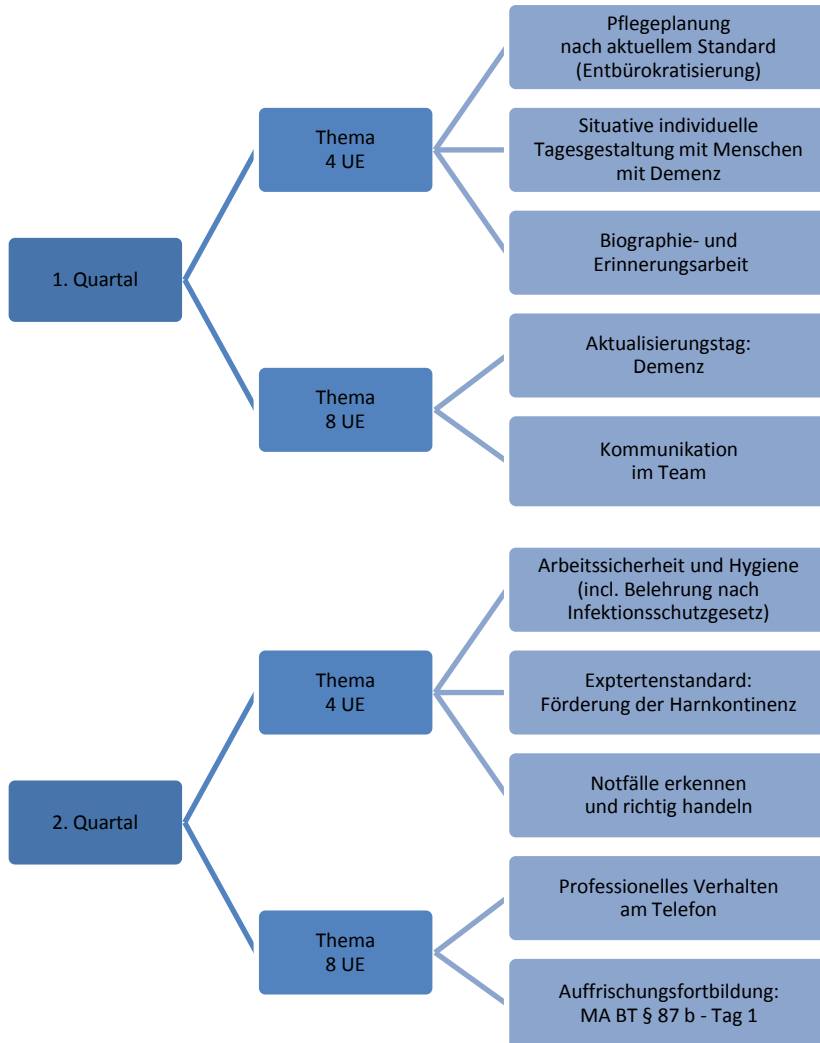 1. Quartal
Thema
4 UE
Pflegeplanung
nach aktuellem Standard
(Entbürokratisierung)
Situative individuelle
Tagesgestaltung mit Menschen
mit Demenz
Biographie- und
Erinnerungsarbeit
Thema
8 UE
Aktualisierungstag:
Demenz
Kommunikation
im Team
2. Quartal
Thema
4 UE
Arbeitssicherheit und Hygiene
(incl. Belehrung nach
Infektionsschutzgesetz)
Exptertenstandard:
Förderung der Harnkontinenz
Notfälle erkennen
und richtig handeln
Thema
8 UE
Professionelles Verhalten
am Telefon
Auffrischungsfortbildung:
MA BT § 87 b - Tag 1